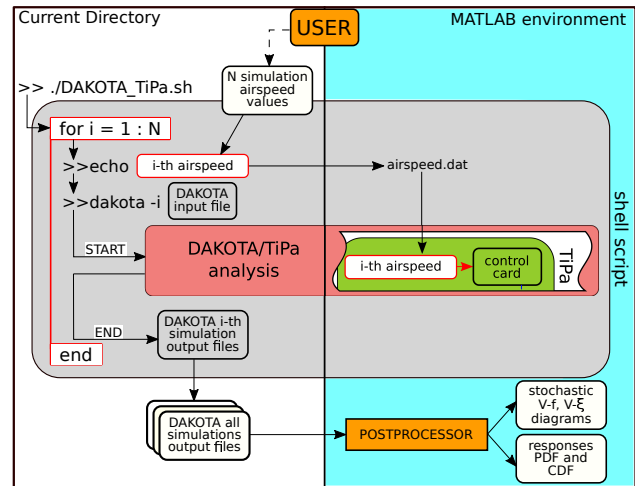 Current Directory
USER
MATLAB environment
N simulation
airspeed
values
>> ./DAKOTA_TiPa.sh
for i = 1 : N
>>echo
i-th airspeed
airspeed.dat
>>dakota -i
DAKOTA
input file
shell script
START
DAKOTA/TiPa
analysis
i-th airspeed
control
card
TiPa
END
DAKOTA i-th
simulation
output files
end
DAKOTA all
simulations
output files
POSTPROCESSOR
stochastic
V-f, V-ξ
diagrams
responses
PDF and
CDF